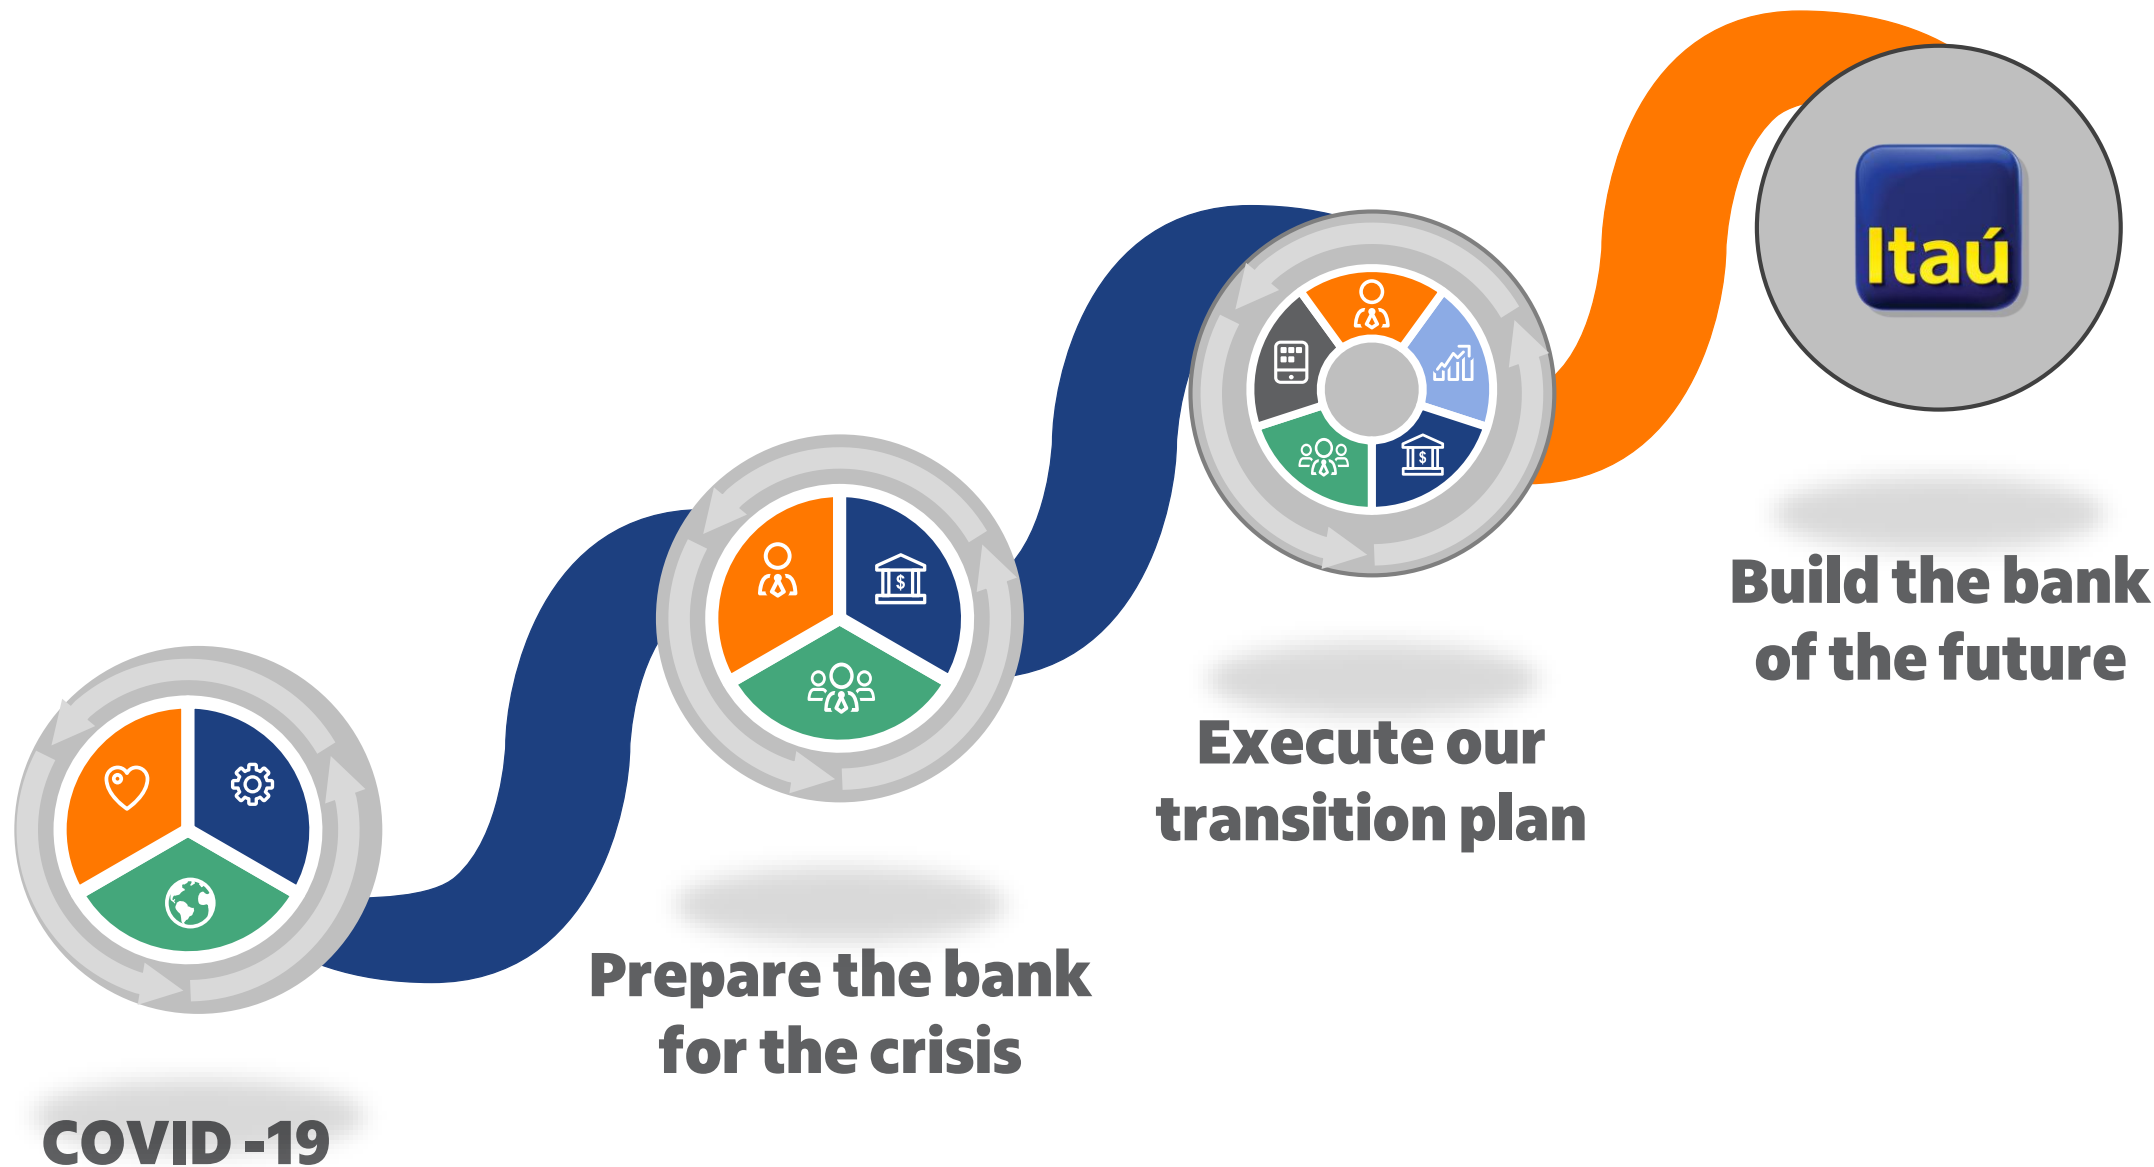 Itaú
$
$
Build the bank
of the future
Execute our
transition plan
Prepare the bank
for the crisis
COVID -19